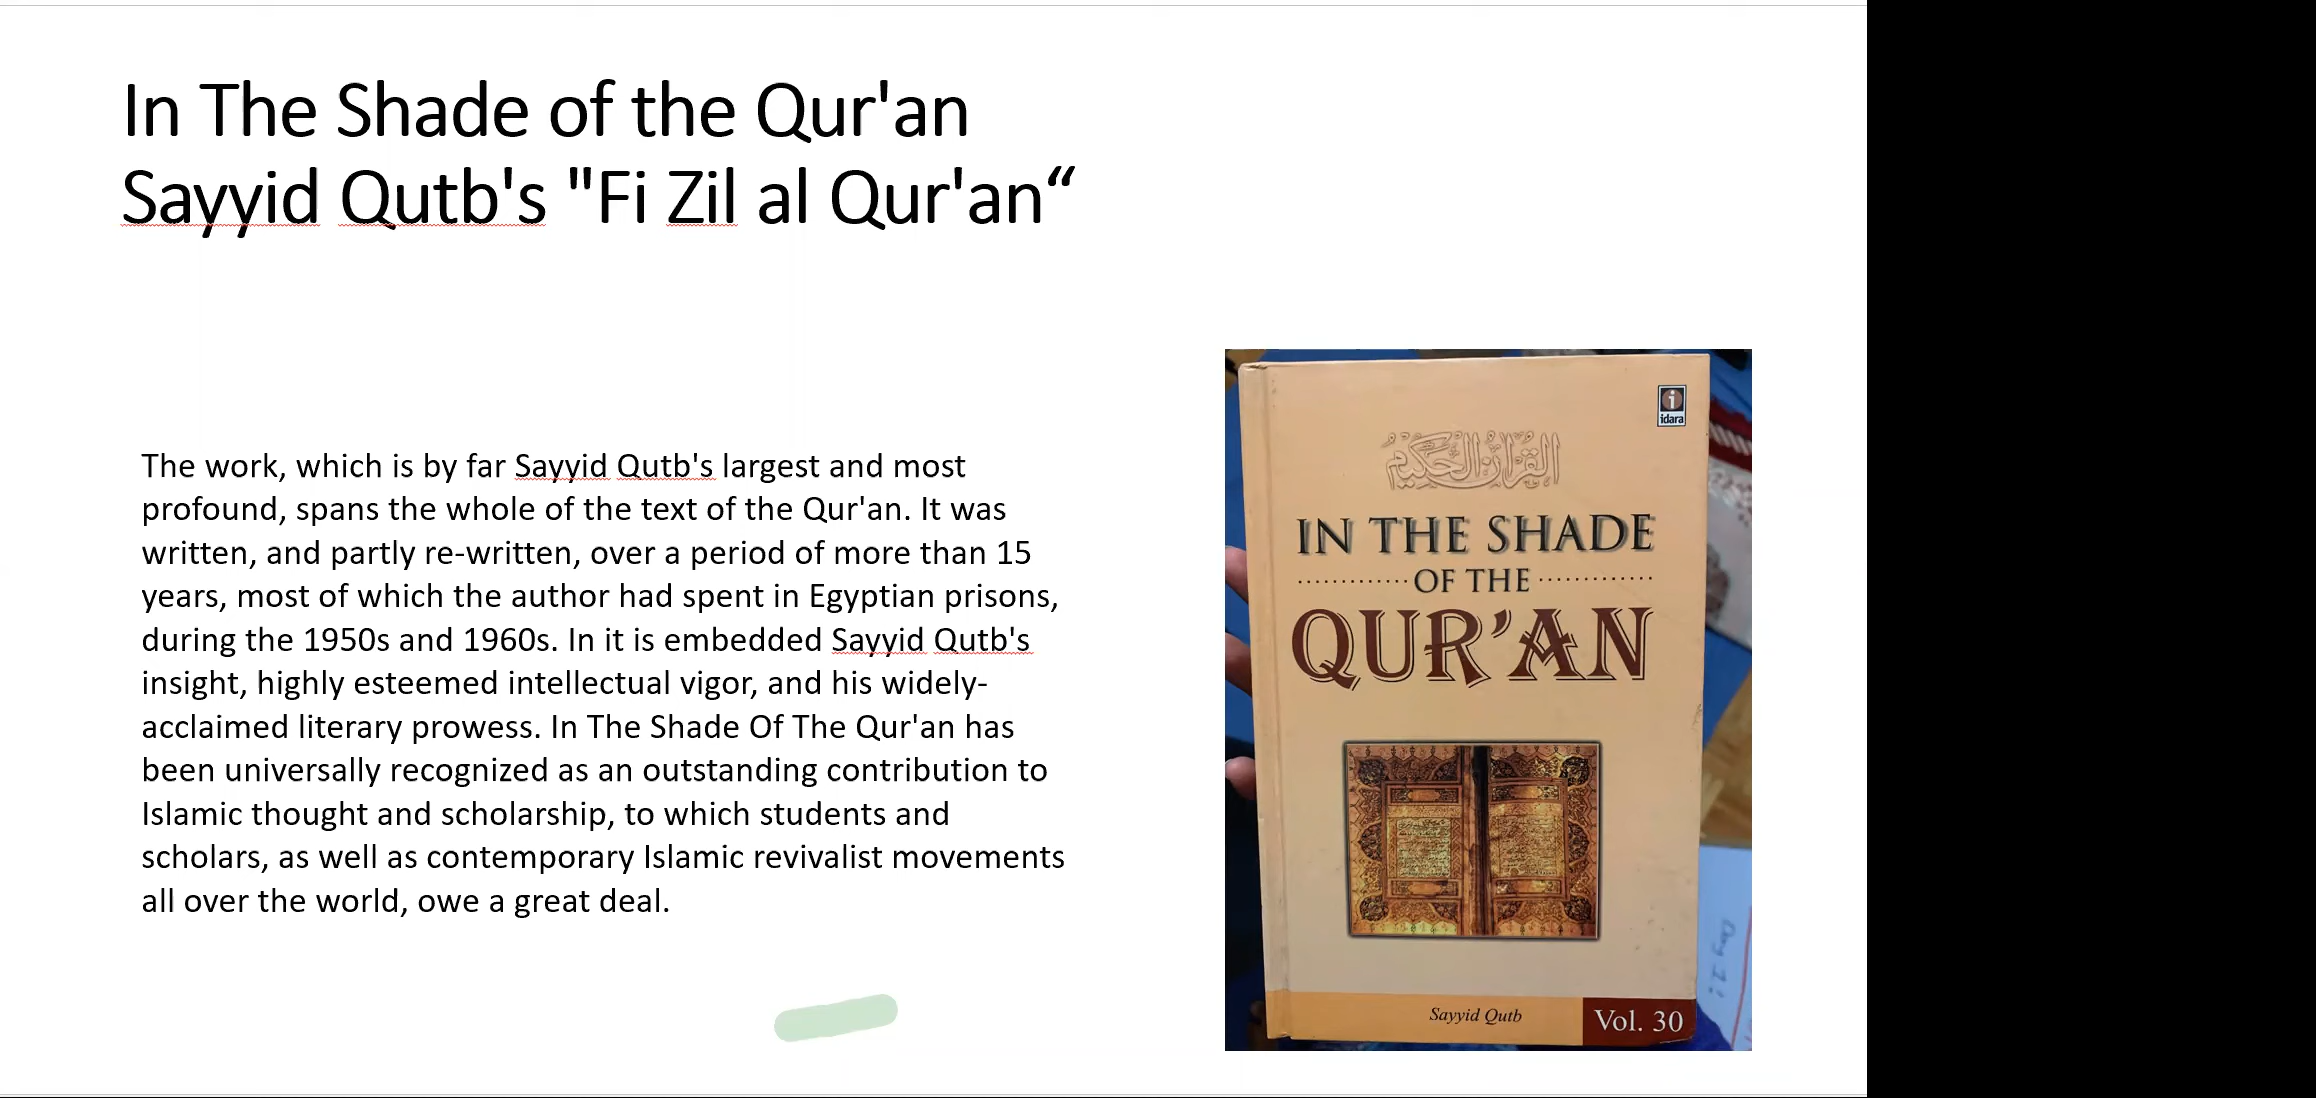 In The Shade of the Qur'an
Sayyid Qutb's "Fi Zil al Qur'an“
The work, which is by far Sayyid Qutb's largest and most
profound, spans the whole of the text of the Qur'an. It was
written, and partly re-written, over a period of more than 15
years, most of which the author had spent in Egyptian prisons,
during the 1950s and 1960s. In it is embedded Sayyid Qutb's
insight, highly esteemed intellectual vigor, and his widely-
acclaimed literary prowess. In The Shade Of The Qur'an has
been universally recognized as an outstanding contribution to
Islamic thought and scholarship, to which students and
scholars, as well as contemporary Islamic revivalist movements
all over the world, owe a great deal.
i
idara
القرآن الحكيم
IN THE SHADE
OF THE
QUR’AN
Sayyid Qutb
Vol. 30